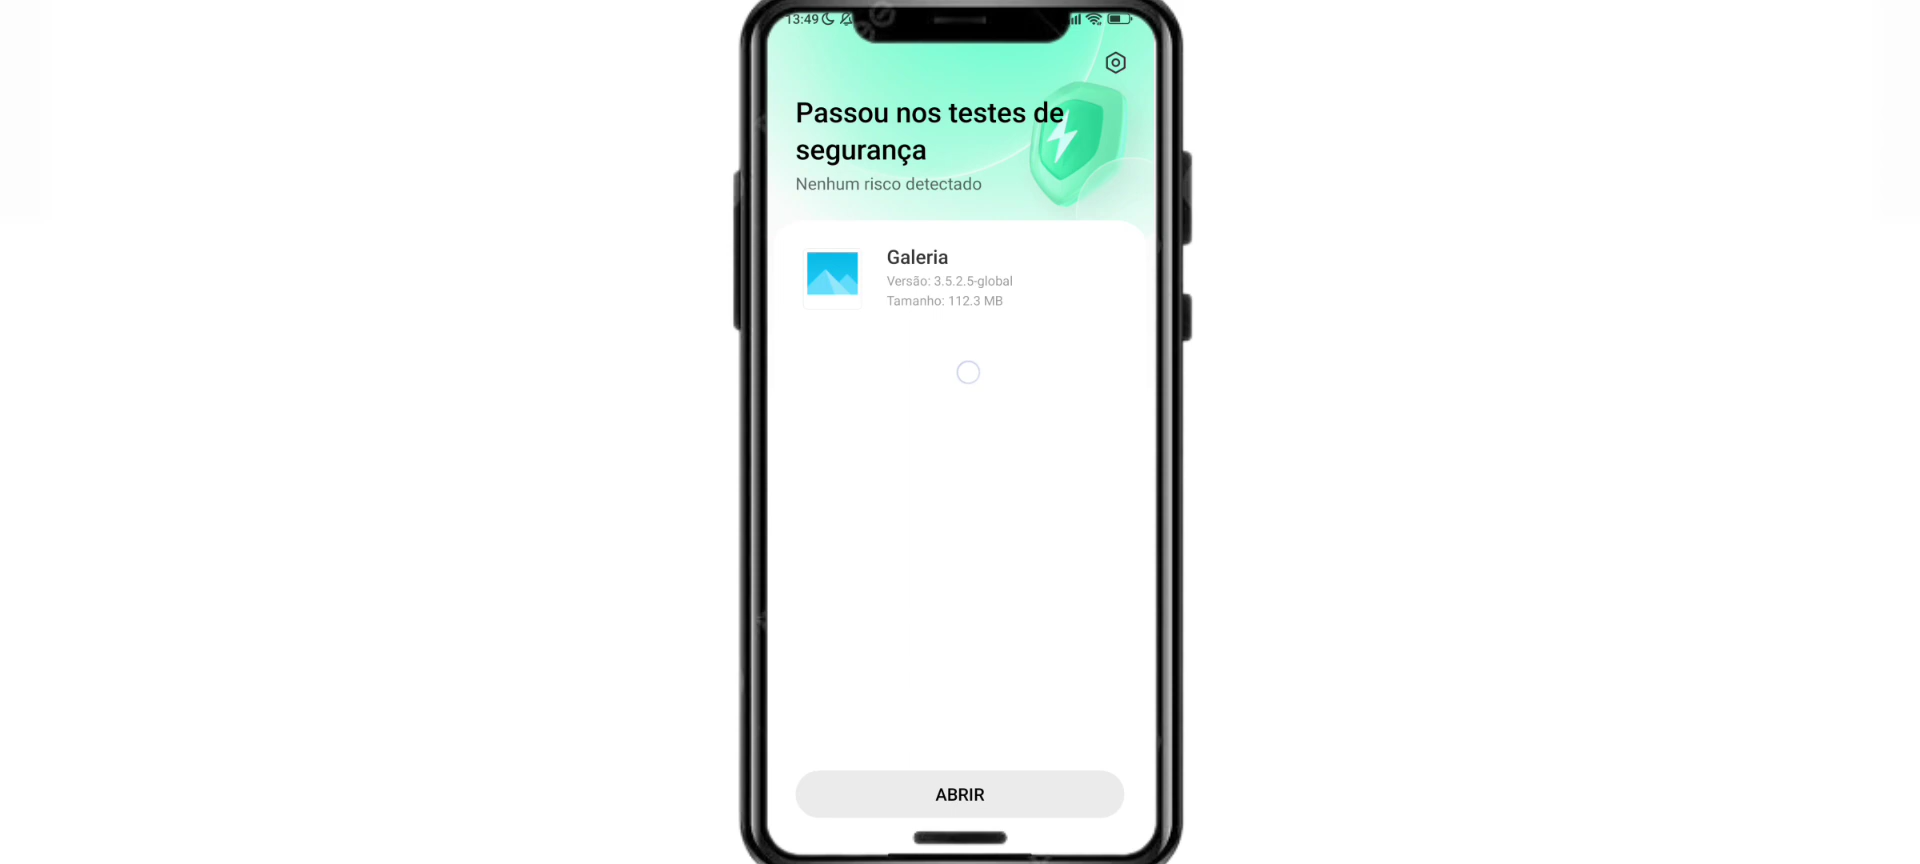 13:49
Passou nos testes de
segurança
Nenhum risco detectado
Galeria
Versão: 3.5.2.5-global
Tamanho: 112.3 MB
ABRIR